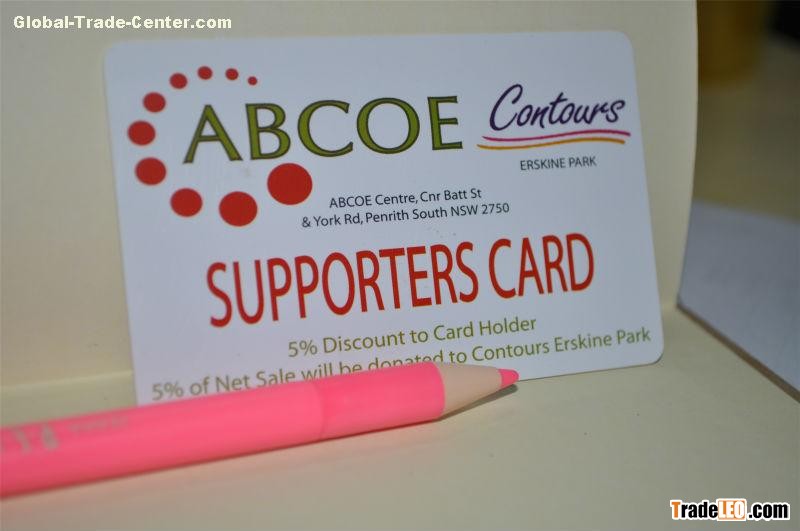 Global-Trade-Center.com
ABCOE
Contours
ERSKINE PARK
ABCOE Centre, Cnr Batt St
& York Rd, Penrith South NSW 2750
SUPPORTERS CARD
5% Discount to Card Holder
5% of Net Sale will be donated to Contours Erskine Park
TradeLEO.com